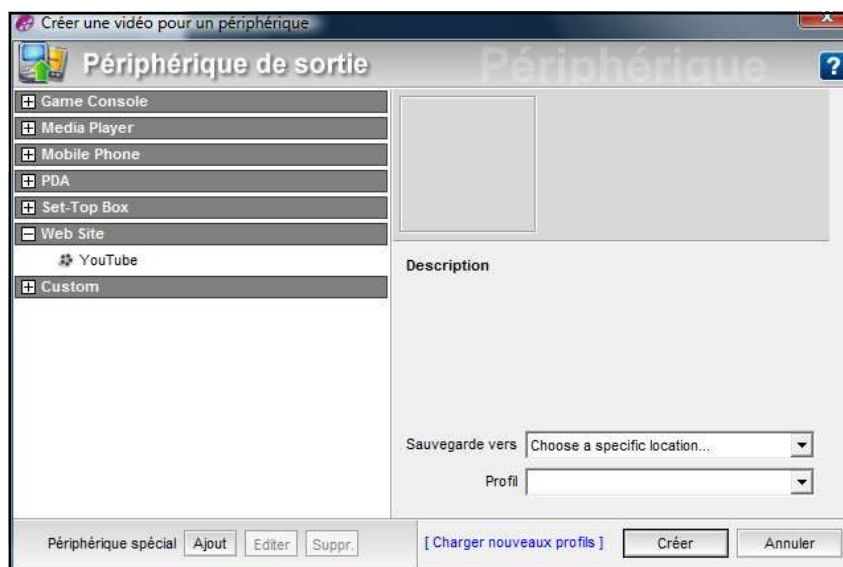 Créer une vidéo pour un périphérique
Périphérique de sortie
Périphérique
Game Console
Media Player
Mobile Phone
PDA
Set-Top Box
Web Site
YouTube
Custom
Description
Sauvegarde vers Choose a specific location...
Profil
Périphérique spécial Ajout Editer Suppr. [ Charger nouveaux profils ] Créer Annuler